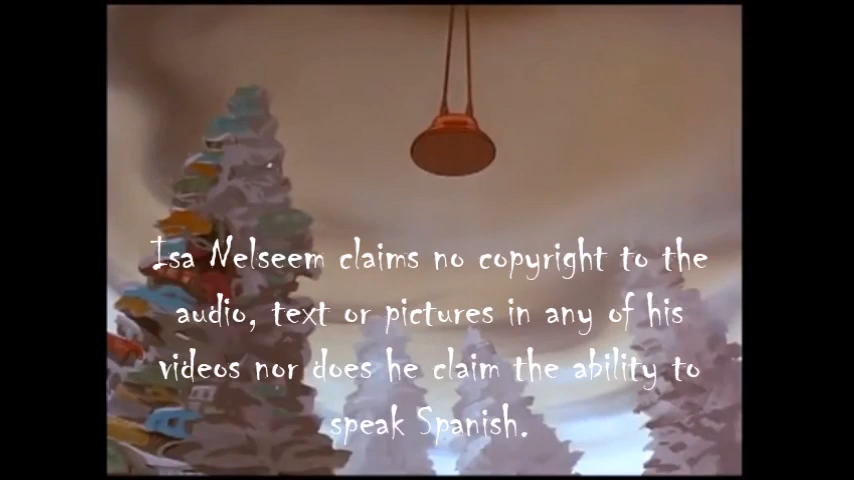 Isa Nelseem claims no copyright to the
audio, text or pictures in any of his
videos nor does he claim the ability to
speak Spanish.